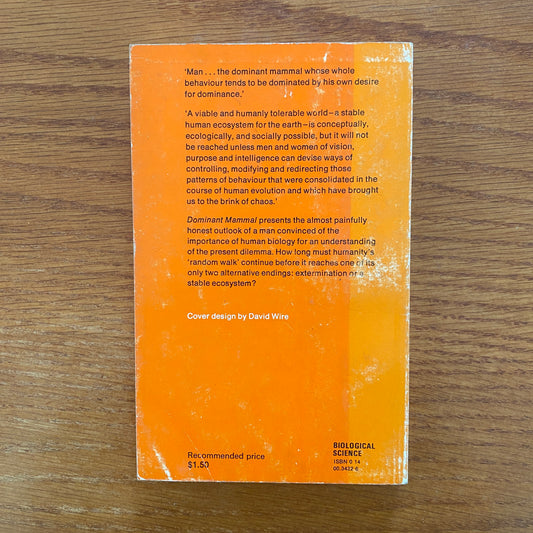 ‘Man . . . the dominant mammal whose whole
behaviour tends to be dominated by his own desire
for dominance.’
‘A viable and humanly tolerable world–a stable
human ecosystem for the earth–is conceptually,
ecologically, and socially possible, but it will not
be reached unless men and women of vision,
purpose and intelligence can devise ways of
controlling, modifying and redirecting those
patterns of behaviour that were consolidated in the
course of human evolution and which have brought
us to the brink of chaos.’
Dominant Mammal presents the almost painfully
honest outlook of a man convinced of the
importance of human biology for an understanding
of the present dilemma. How long must humanity’s
‘random walk’ continue before it reaches one of its
only two alternative endings: extermination or a
stable ecosystem?
Cover design by David Wire
Recommended price
$1.50
BIOLOGICAL
SCIENCE
ISBN 0 14
00.3422 6